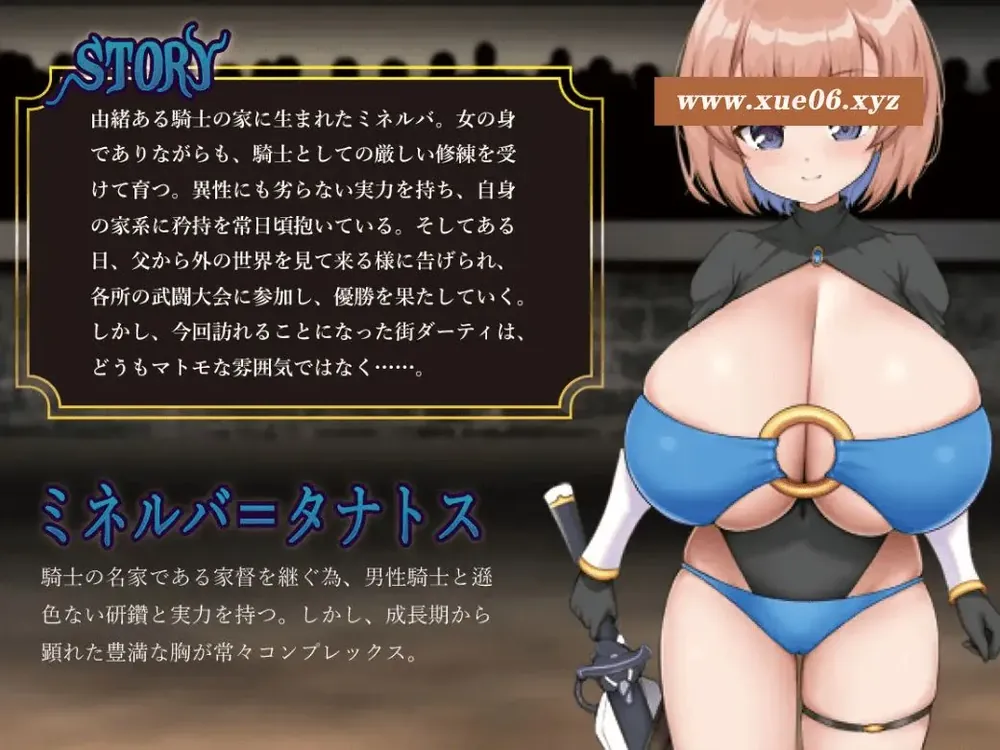 STORY
www.xue06.xyz
由緒ある騎士の家に生まれたミネルバ。女の身
でありながらも、騎士としての厳しい修練を受
けて育つ。異性にも劣らない実力を持ち、自身
の家系に矜持を常日頃抱いている。そしてある
日、父から外の世界を見て来る様に告げられ、
各所の武闘大会に参加し、優勝を果たしていく。
しかし、今回訪れることになった街ダーティは、
どうもマトモな雰囲気ではなく……。
ミネルバ=タナトス
騎士の名家である家督を継ぐ為、男性騎士と遜
色ない研鑽と実力を持つ。しかし、成長期から
顕れた豊満な胸が常々コンプレックス。